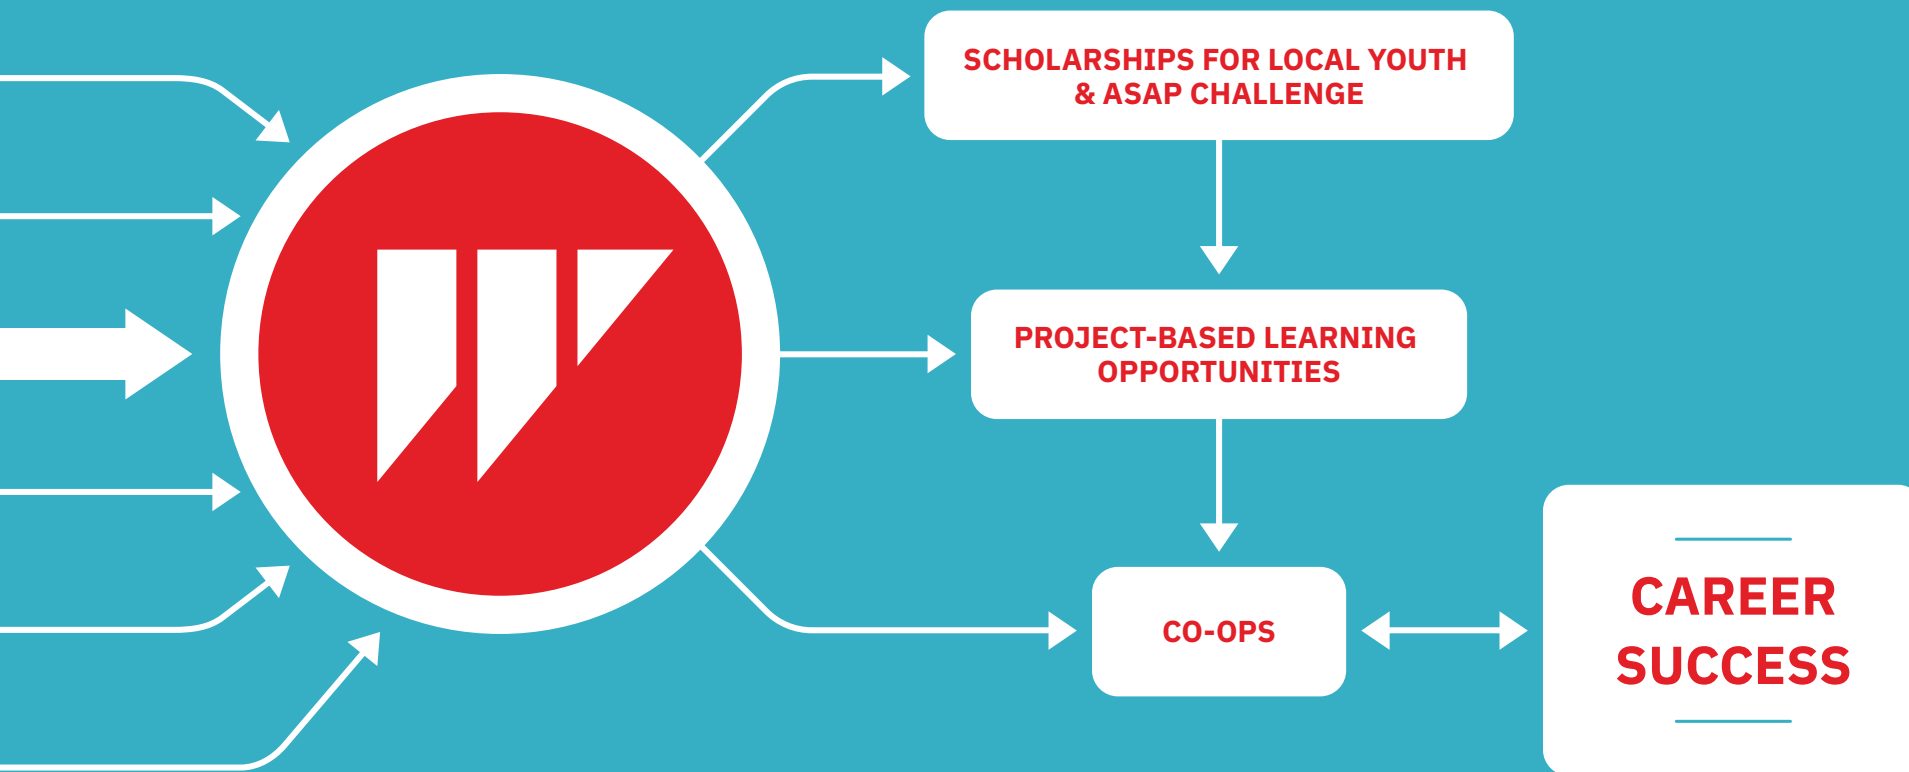 SCHOLARSHIPS FOR LOCAL YOUTH
& ASAP CHALLENGE
PROJECT-BASED LEARNING
OPPORTUNITIES
CO-OPS
CAREER
SUCCESS